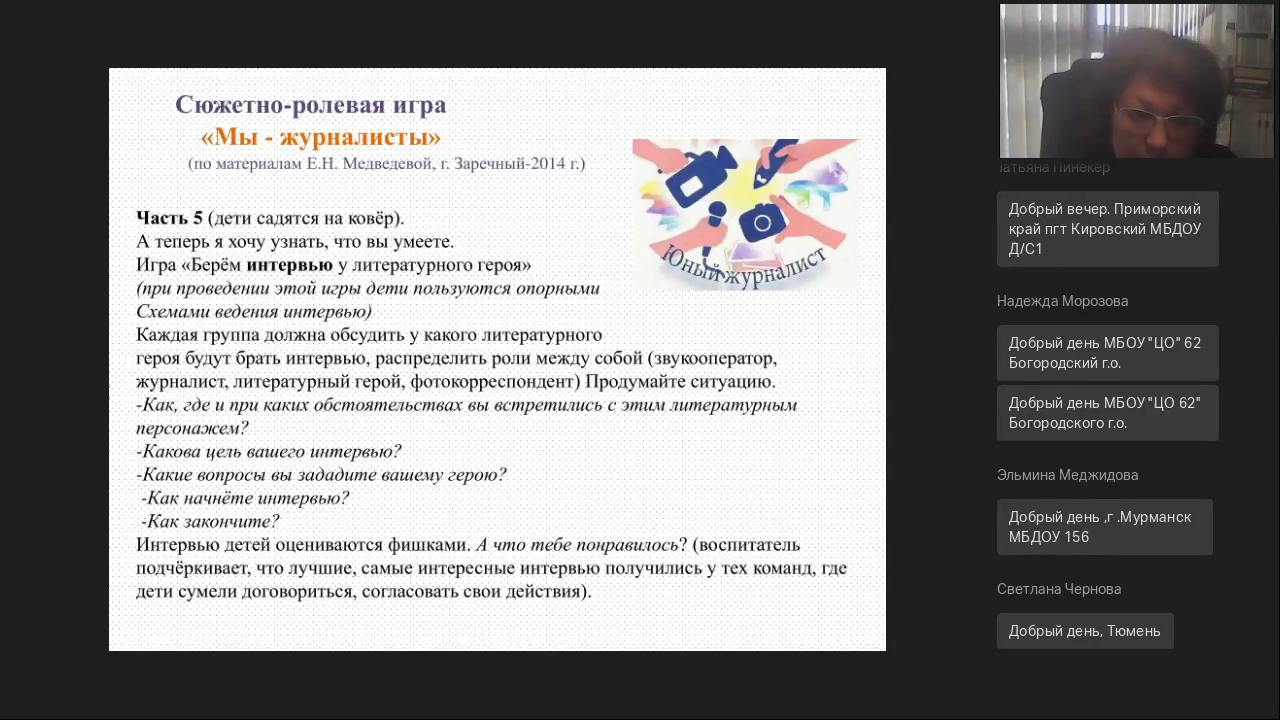 Сюжетно-ролевая игра
«Мы - журналисты»
(по материалам Е.Н. Медведевой, г. Заречный-2014 г.)
Юный журналист
Часть 5 (дети садятся на ковёр).
А теперь я хочу узнать, что вы умеете.
Игра «Берём интервью у литературного героя»
(при проведении этой игры дети пользуются опорными
Схемами ведения интервью)
Каждая группа должна обсудить у какого литературного
героя будут брать интервью, распределить роли между собой (звукооператор,
журналист, литературный герой, фотокорреспондент) Продумайте ситуацию.
-Как, где и при каких обстоятельствах вы встретились с этим литературным
персонажем?
-Какова цель вашего интервью?
-Какие вопросы вы зададите вашему герою?
-Как начнёте интервью?
-Как закончите?
Интервью детей оцениваются фишками. А что тебе понравилось? (воспитатель
подчёркивает, что лучшие, самые интересные интервью получились у тех команд, где
дети сумели договориться, согласовать свои действия).
Татьяна Пинекер
Добрый вечер. Приморский
край пгт Кировский МБДОУ
Д/С1
Надежда Морозова
Добрый день МБОУ "ЦО" 62
Богородский г.о.
Добрый день МБОУ "ЦО 62"
Богородского г.о.
Эльмина Меджидова
Добрый день ,г .Мурманск
МБДОУ 156
Светлана Чернова
Добрый день, Тюмень